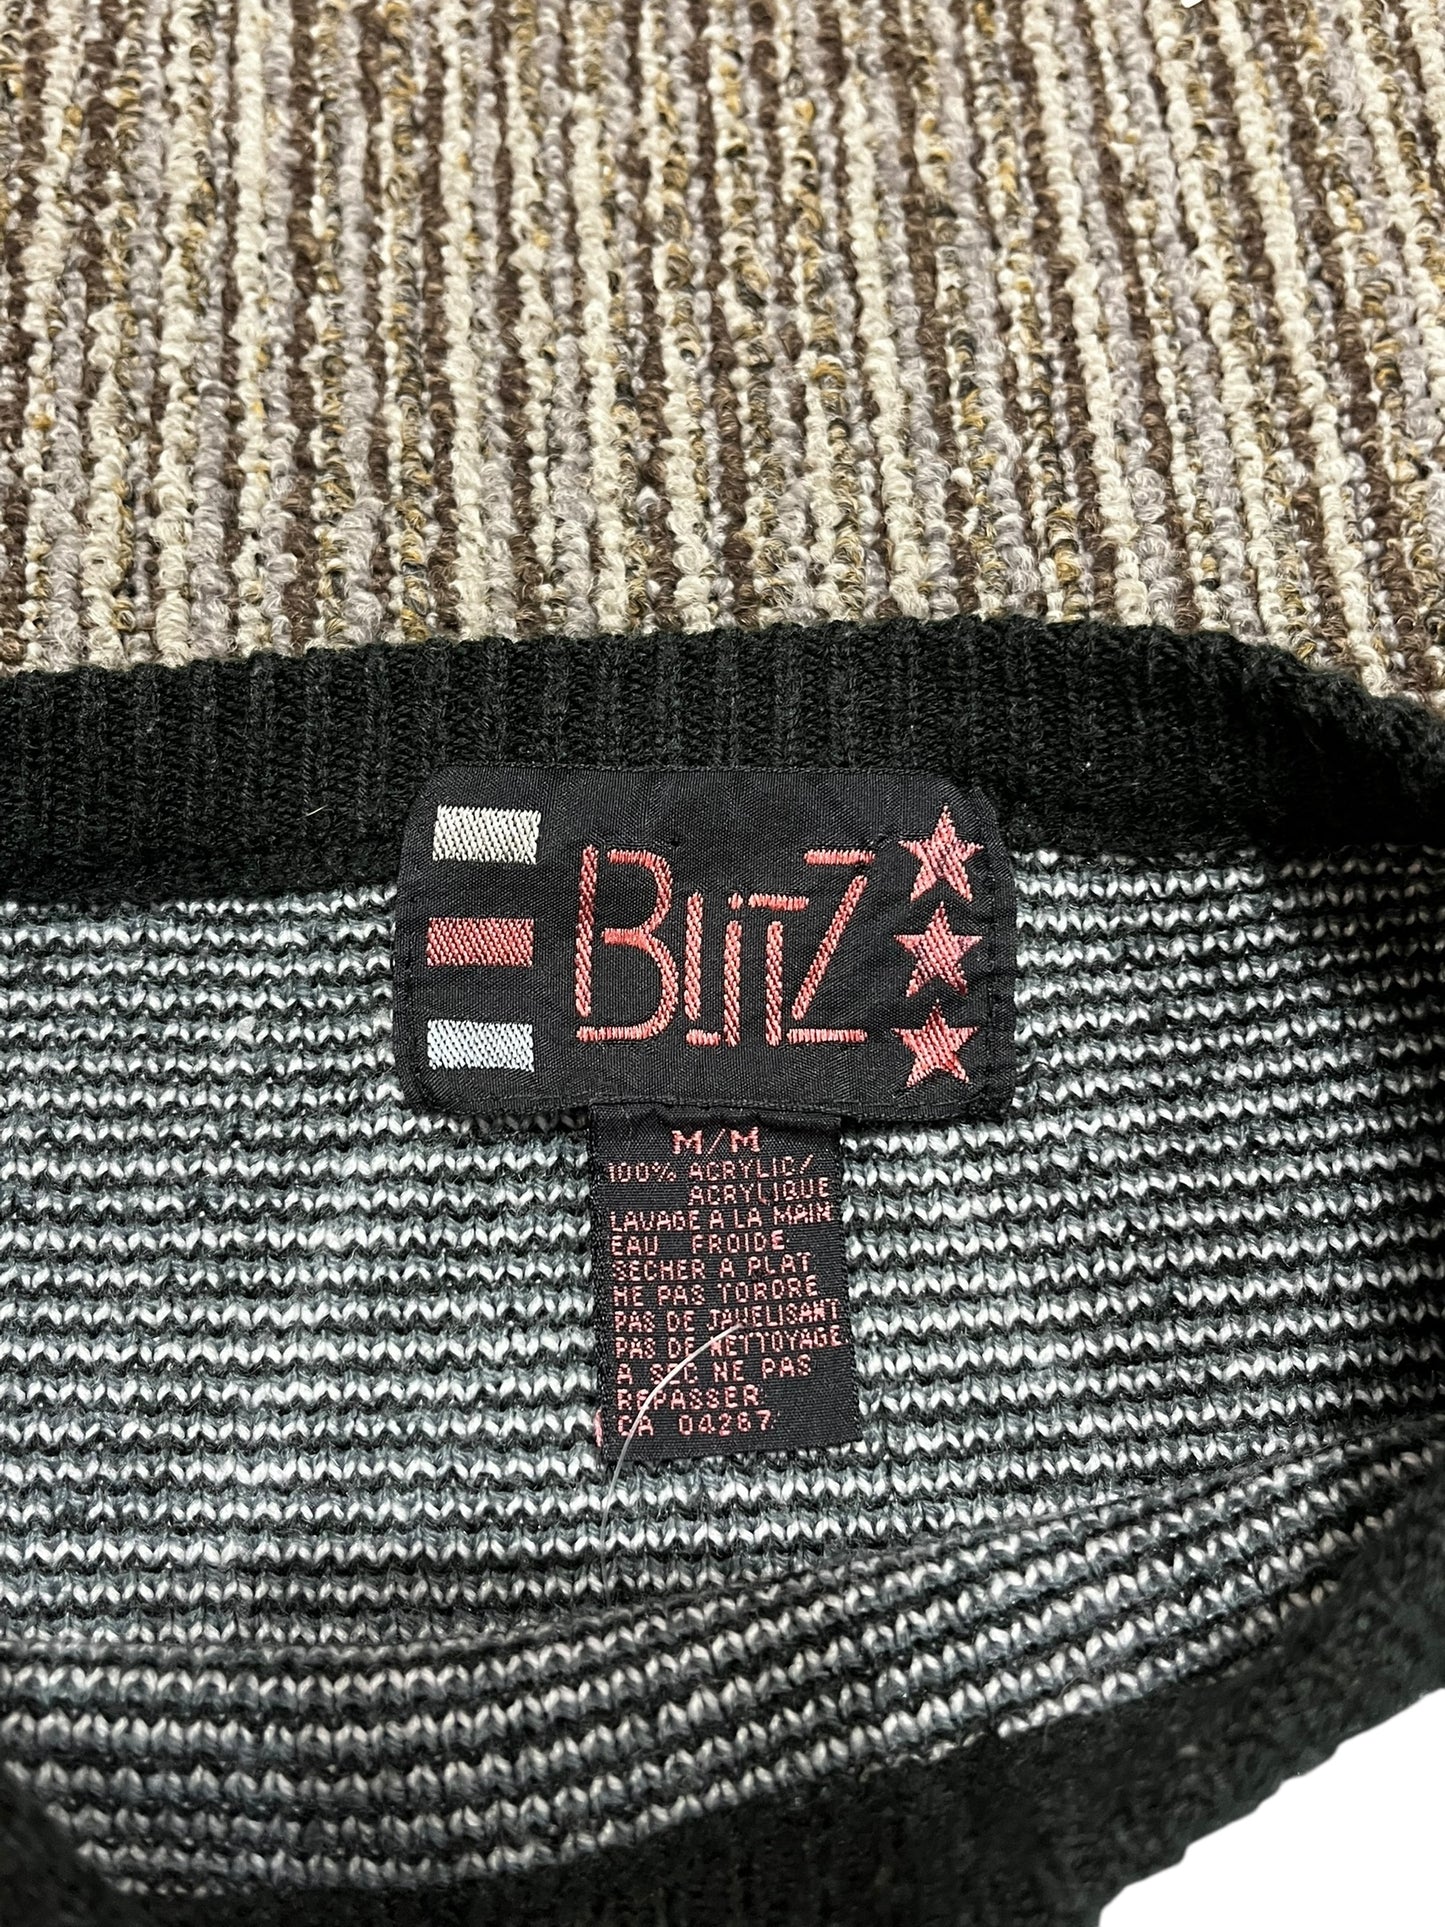 BLITZ
M/M
100% ACRYLIC/
ACRYLIQUE
LAVAGE A LA MAIN
EAU FROIDE
SECHER A PLAT
NE PAS TORDRE
PAS DE JAVELISANT
PAS DE NETTOYAGE
A SEC NE PAS
REPASSER
CA 04287